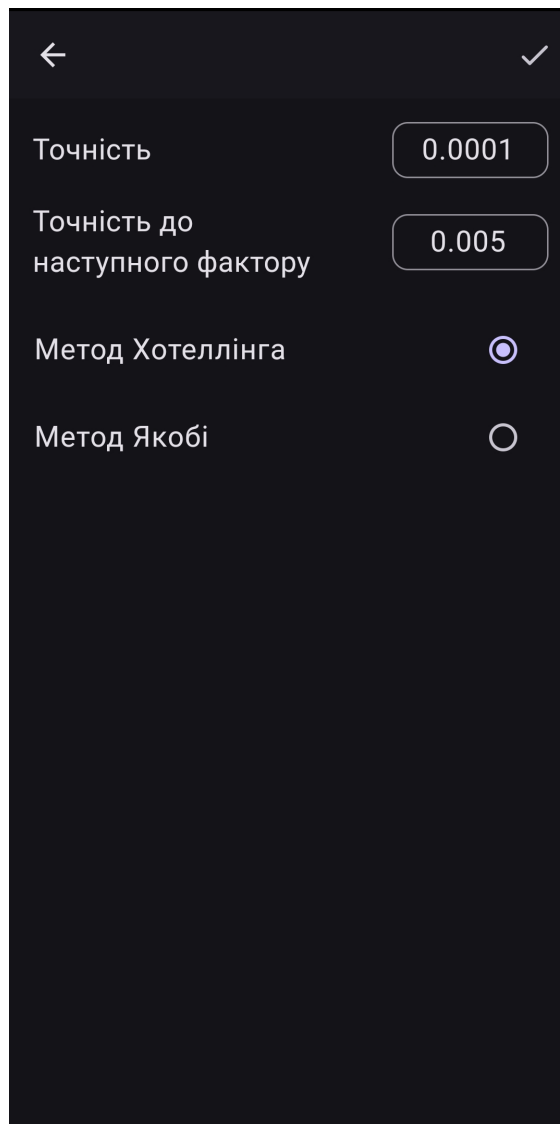 Точність
0.0001
Точність до
наступного фактору
0.005
Метод Хотеллінга
Метод Якобі